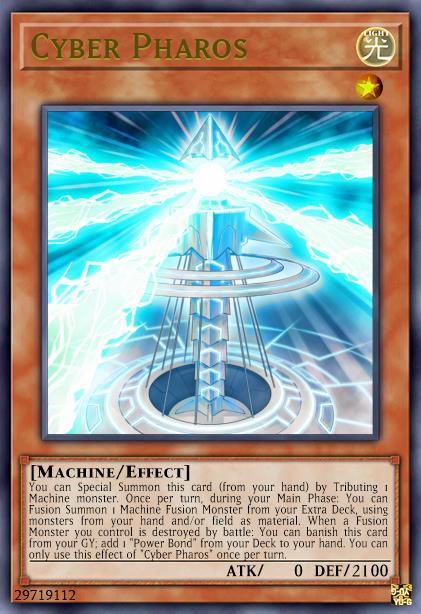 CYBER PHAROS
LIGHT
光
[MACHINE/EFFECT]
You can Special Summon this card (from your hand) by Tributing 1
Machine monster. Once per turn, during your Main Phase: You can
Fusion Summon 1 Machine Fusion Monster from your Extra Deck, using
monsters from your hand and/or field as material. When a Fusion
Monster you control is destroyed by battle: You can banish this card
from your GY; add 1 "Power Bond" from your Deck to your hand. You can
only use this effect of "Cyber Pharos" once per turn.
ATK/ 0 DEF/2100
29719112